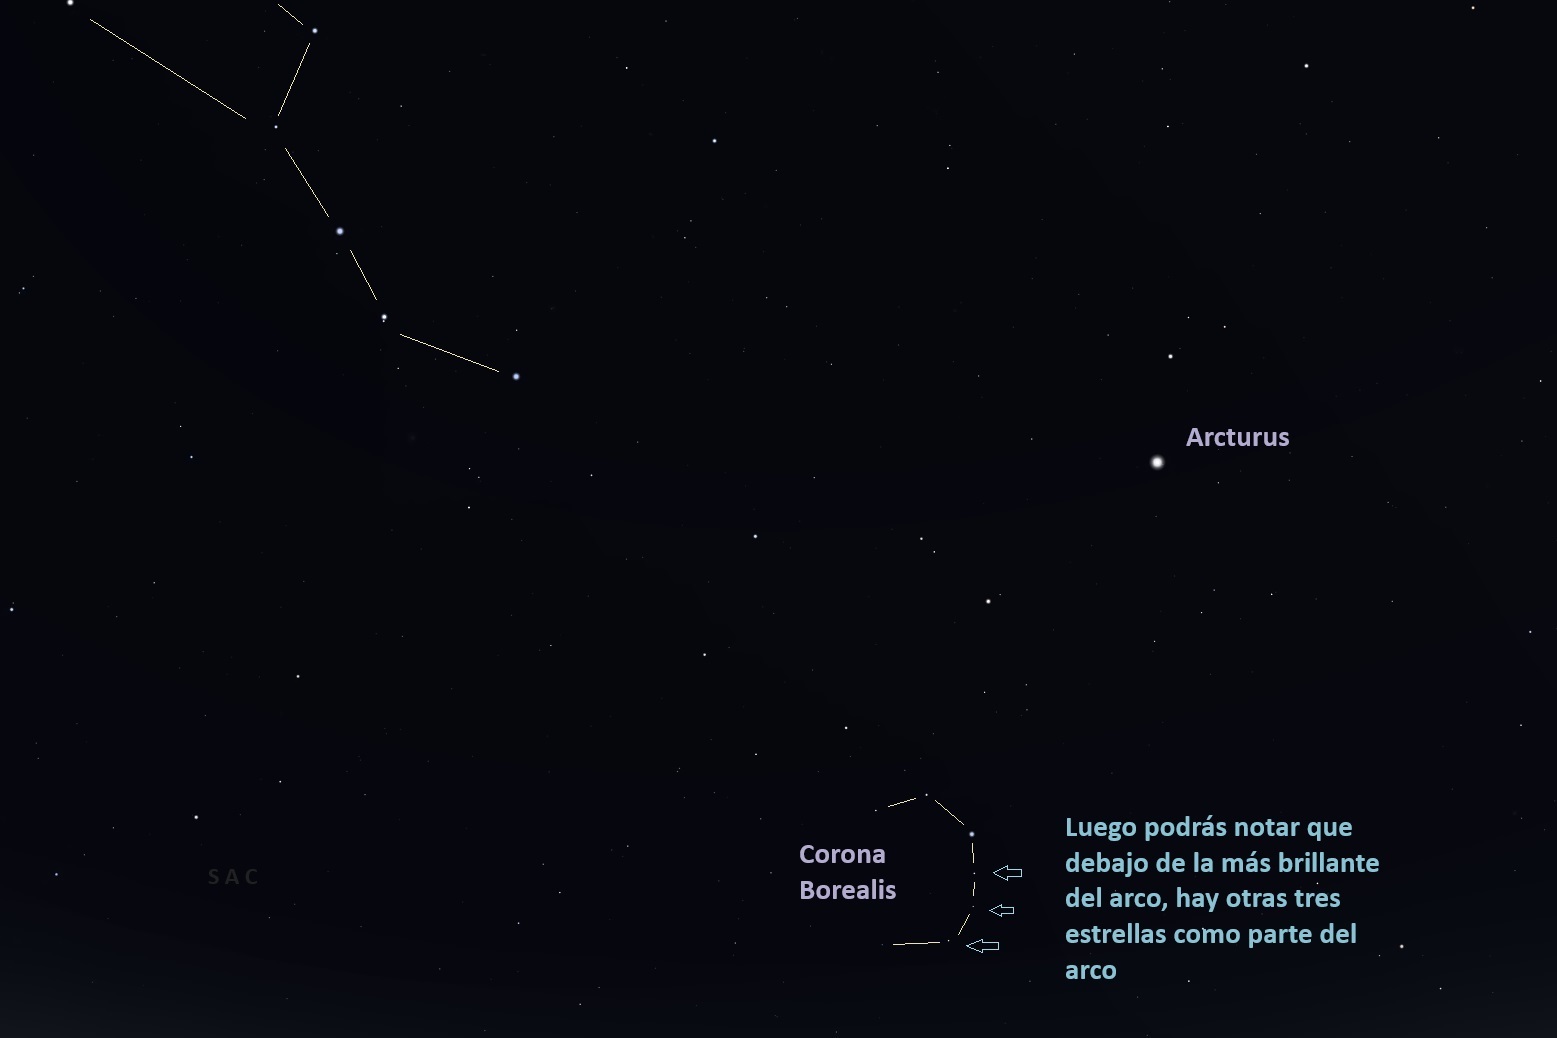 Arcturus
Corona
Borealis
Luego podrás notar que
debajo de la más brillante
del arco, hay otras tres
estrellas como parte del
arco
SAC